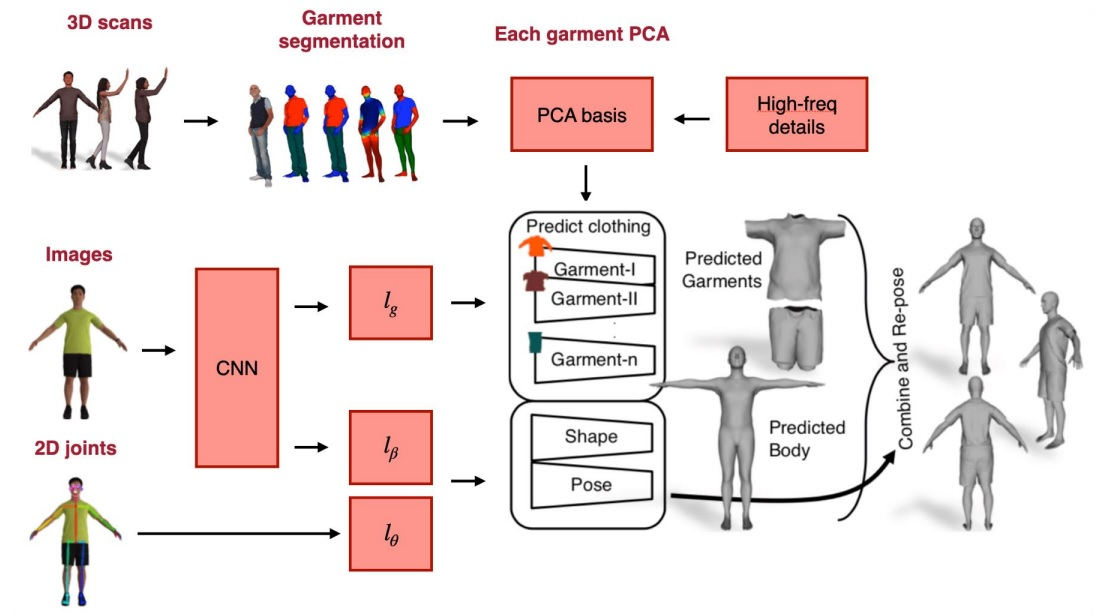 3D scans
Garment
segmentation
Each garment PCA
PCA basis
High-freq
details
Images
CNN
l_g
l_β
2D joints
l_θ
Predict clothing
Garment-I
Garment-II
Garment-n
Shape
Pose
Predicted
Garments
Predicted
Body
Combine and Re-pose